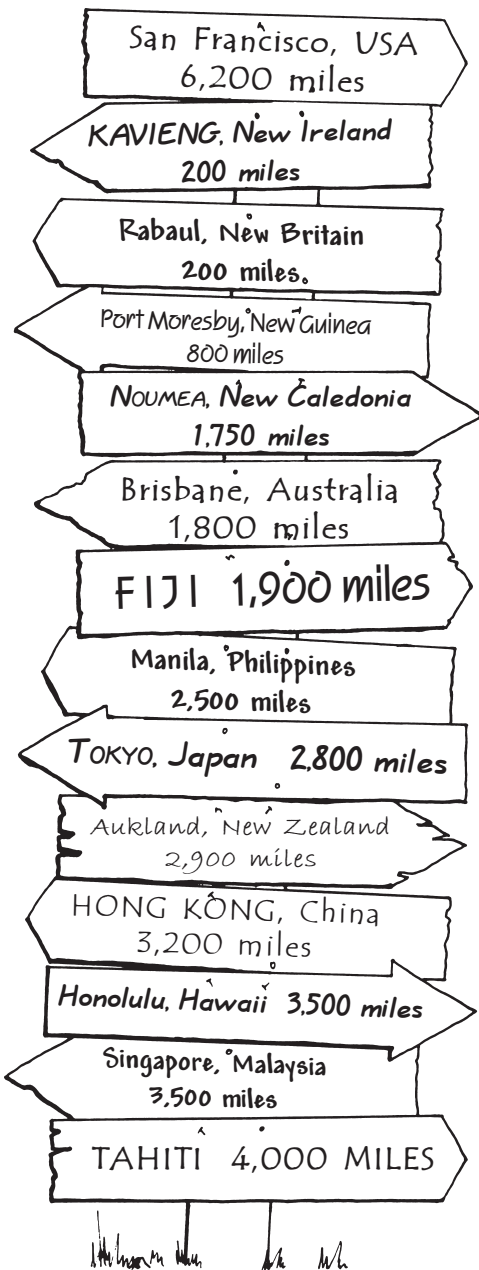 San Francisco, USA
6,200 miles
KAVIENG, New Ireland
200 miles
Rabaul, New Britain
200 miles.
Port Moresby, New Guinea
800 miles
NOUMEA, New Caledonia
1,750 miles
Brisbane, Australia
1,800 miles
FIJI 1,900 miles
Manila, Philippines
2,500 miles
TOKYO, Japan 2,800 miles
Aukland, New Zealand
2,900 miles
HONG KONG, China
3,200 miles
Honolulu, Hawaii 3,500 miles
Singapore, Malaysia
3,500 miles
TAHITI 4,000 MILES